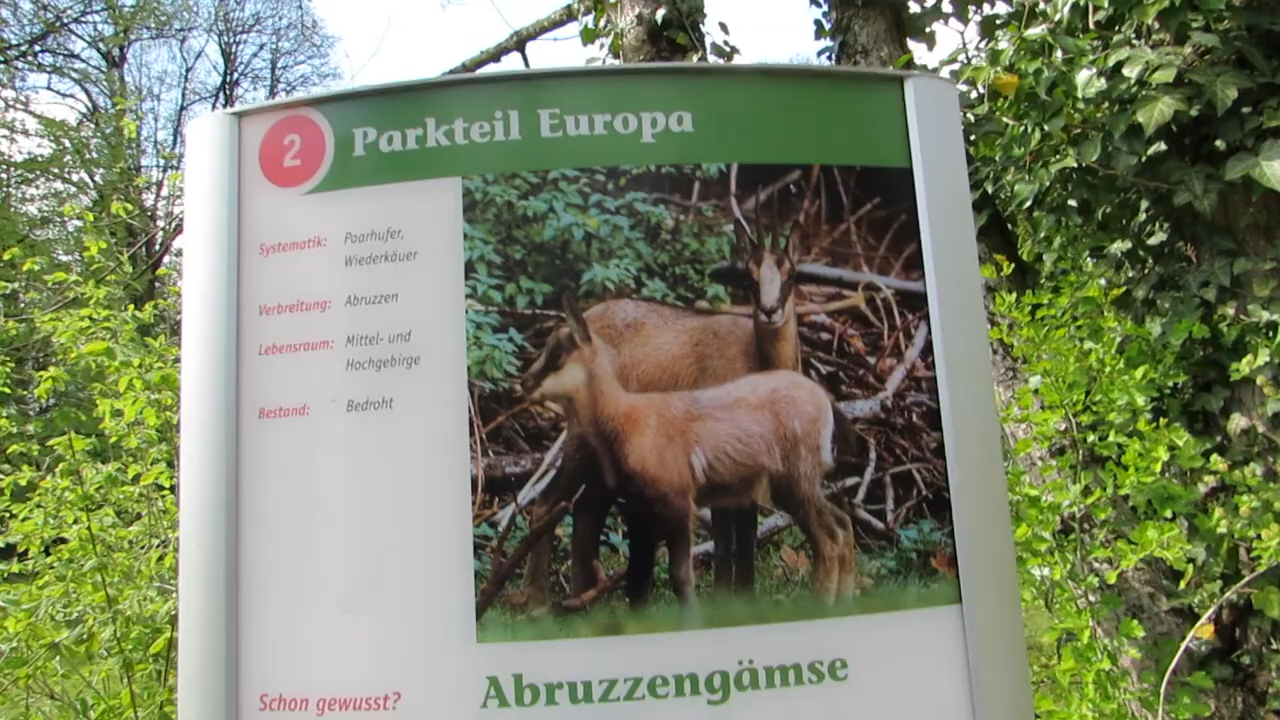 2
Parkteil Europa
Systematik: Paarhufer,
Wiederkäuer
Verbreitung: Abruzzen
Lebensraum: Mittel- und
Hochgebirge
Bestand: Bedroht
Schon gewusst?
Abruzzengämse